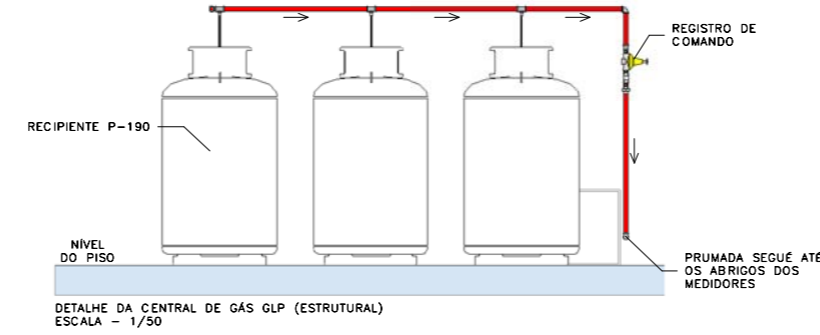 REGISTRO DE
COMANDO
RECIPIENTE P-190
NÍVEL
DO PISO
PRUMADA SEGUE ATÉ
OS ABRIGOS DOS
MEDIDORES
DETALHE DA CENTRAL DE GÁS GLP (ESTRUTURAL)
ESCALA - 1/50